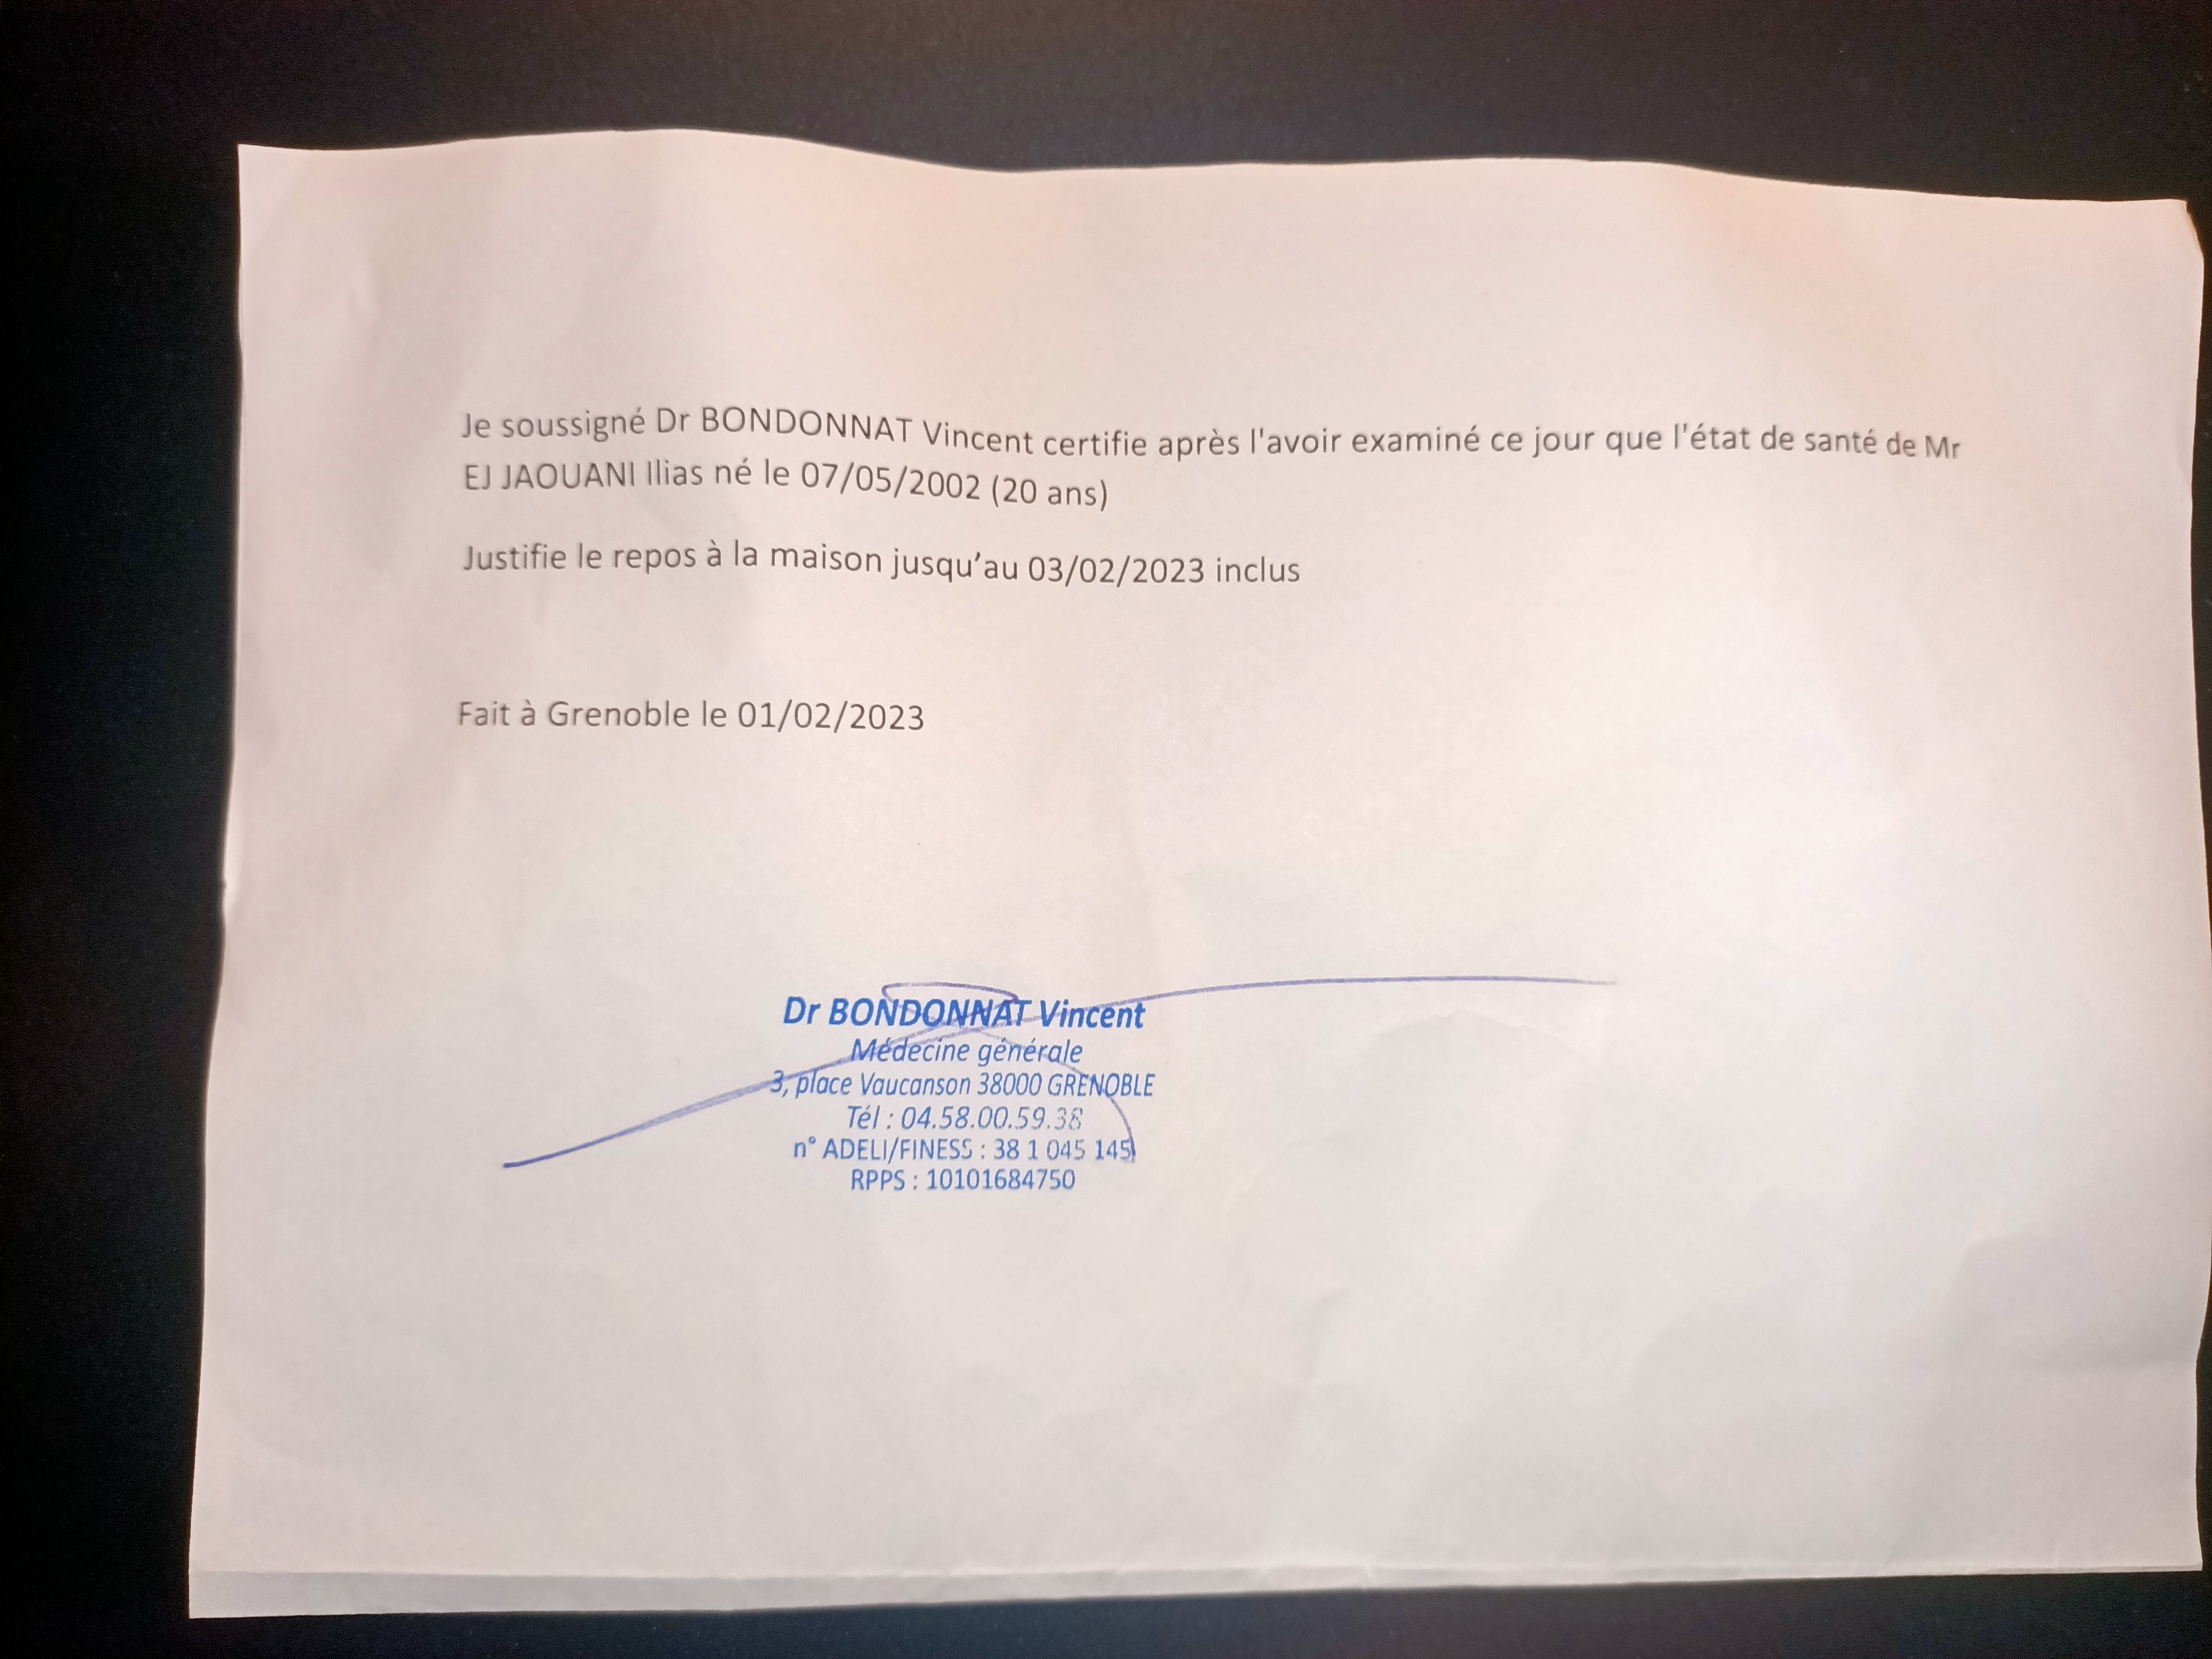 Je soussigné Dr BONDONNAT Vincent certifie après l'avoir examiné ce jour que l'état de santé de Mr
EJ JAOUANI Ilias né le 07/05/2002 (20 ans)
Justifie le repos à la maison jusqu’au 03/02/2023 inclus
Fait à Grenoble le 01/02/2023
Dr BONDONNAT Vincent
Médecine générale
3, place Vaucanson 38000 GRENOBLE
Tél : 04.58.00.59.38
n° ADELI/FINESS : 38 1 045 145
RPPS : 10101684750